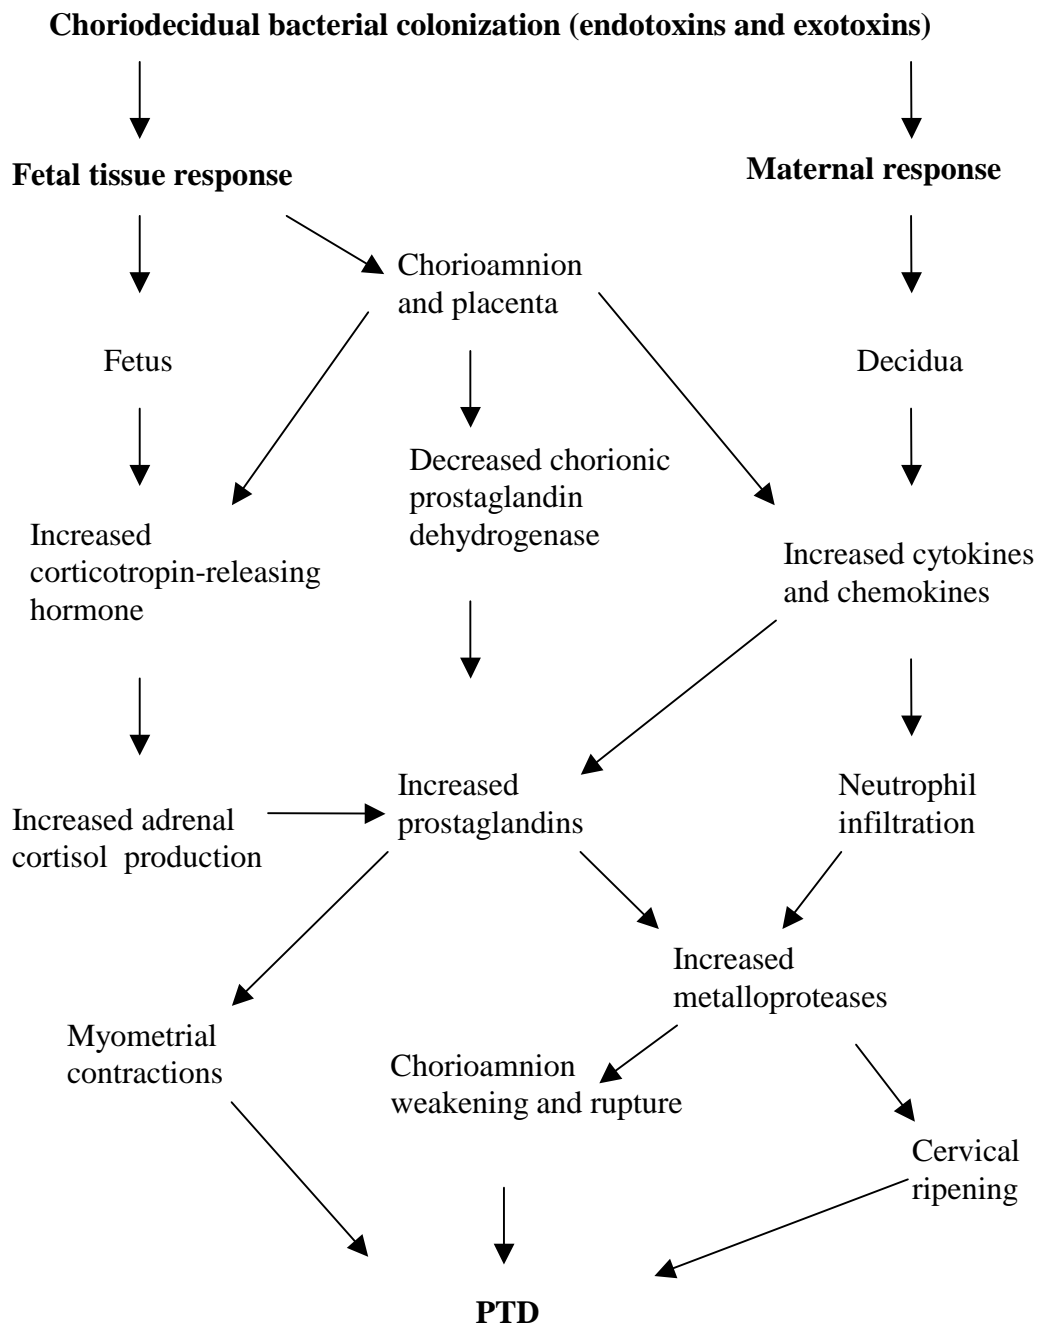 Choriodecidual bacterial colonization (endotoxins and exotoxins)
Fetal tissue response
Maternal response
Chorioamnion
and placenta
Fetus
Decidua
Decreased chorionic
prostaglandin
dehydrogenase
Increased
corticotropin-releasing
hormone
Increased cytokines
and chemokines
Increased adrenal
cortisol production
Increased
prostaglandins
Neutrophil
infiltration
Increased
metalloproteases
Myometrial
contractions
Chorioamnion
weakening and rupture
Cervical
ripening
PTD